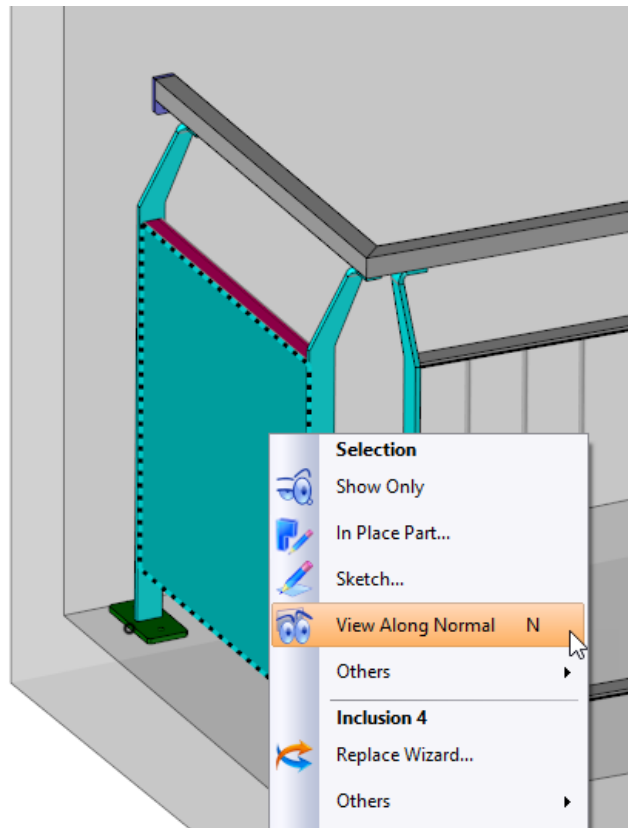 Selection
Show Only
In Place Part...
Sketch...
View Along Normal N
Others
Inclusion 4
Replace Wizard...
Others